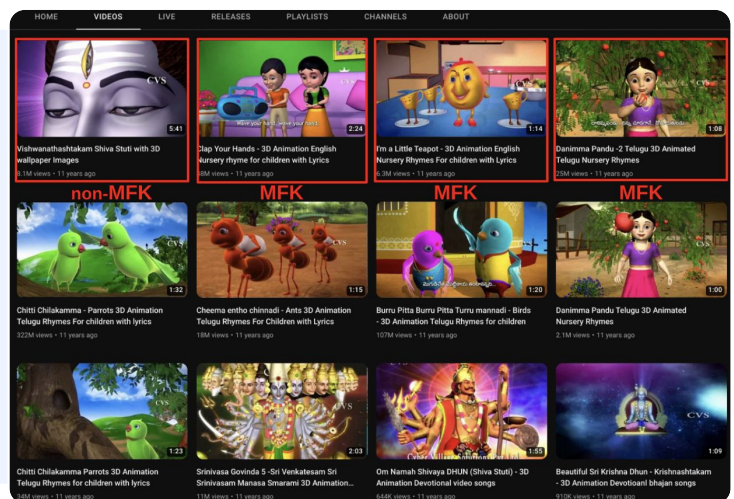 HOME VIDEOS LIVE RELEASES PLAYLISTS CHANNELS ABOUT
CVS
5:41
Vishwanathashtakam Shiva Stuti with 3D
wallpaper Images
8.1M views • 11 years ago
non-MFK
CVS
2:24
Clap Your Hands - 3D Animation English
Nursery rhyme for children with Lyrics
38M views • 11 years ago
MFK
1:14
I'm a Little Teapot - 3D Animation English
Nursery Rhymes For Children with Lyrics
6.3M views • 11 years ago
MFK
1:08
Danimma Pandu -2 Telugu 3D Animated
Telugu Nursery Rhymes
25M views • 11 years ago
MFK
CVS
1:32
Chitti Chilakamma - Parrots 3D Animation
Telugu Rhymes For children with lyrics
322M views • 11 years ago
CVS
1:15
Cheema entho chinnadi - Ants 3D Animation
Telugu Rhymes For Children with Lyrics
18M views • 11 years ago
1:20
Burru Pitta Burru Pitta Turru mannadi - Birds
- 3D Animation Telugu Rhymes for children
107M views • 11 years ago
CVS
1:00
Danimma Pandu Telugu 3D Animated
Nursery Rhymes
2.1M views • 11 years ago
1:23
Chitti Chilakamma Parrots 3D Animation
Telugu Rhymes For Children with Lyrics
34M views • 11 years ago
CVS
2:03
Srinivasa Govinda 5 -Sri Venkatesam Sri
Srinivasam Manasa Smarami 3D Animation...
11M views • 11 years ago
1:55
Om Namah Shivaya DHUN (Shiva Stuti) - 3D
Animation Devotional video songs
644K views • 11 years ago
CVS
1:09
Beautiful Sri Krishna Dhun - Krishnashtakam
- 3D Animation Devotioanl bhajan songs
910K views • 11 years ago